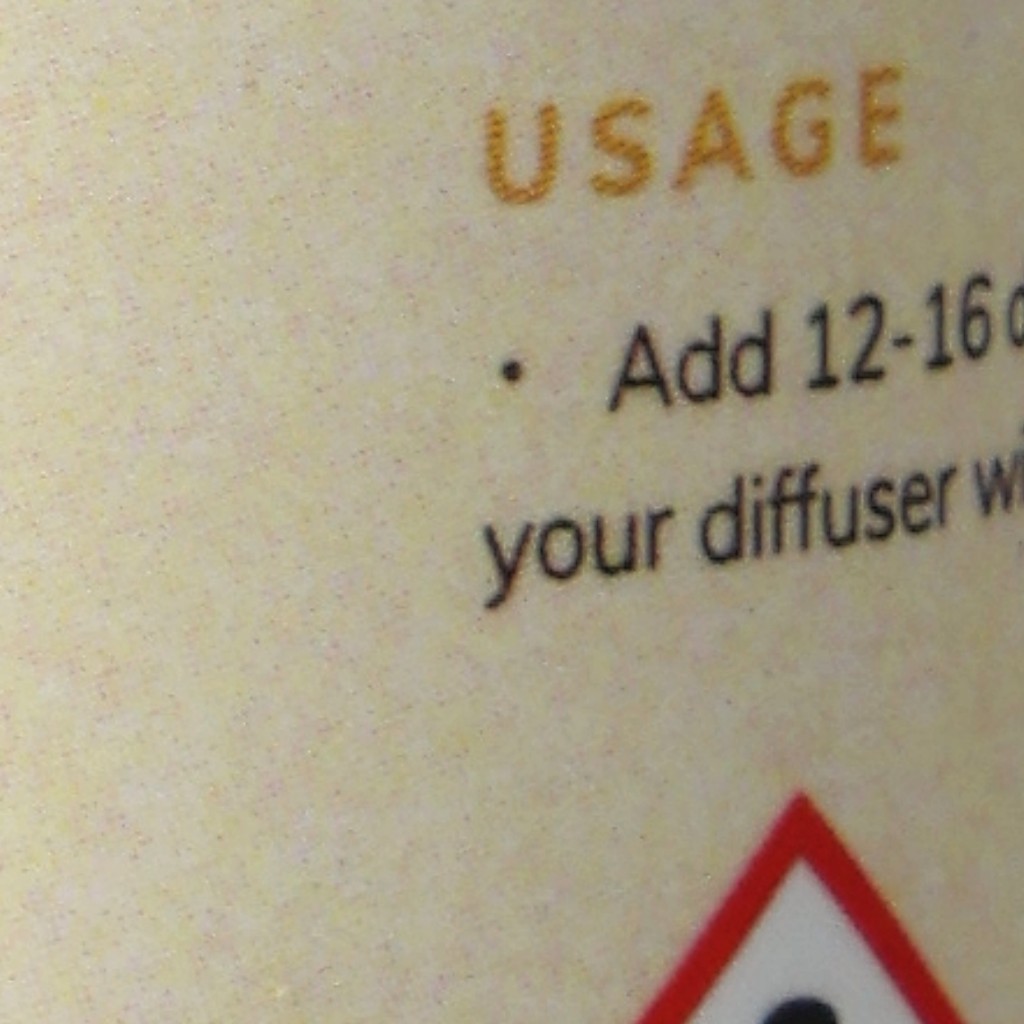 USAGE
• Add 12-16
your diffuser